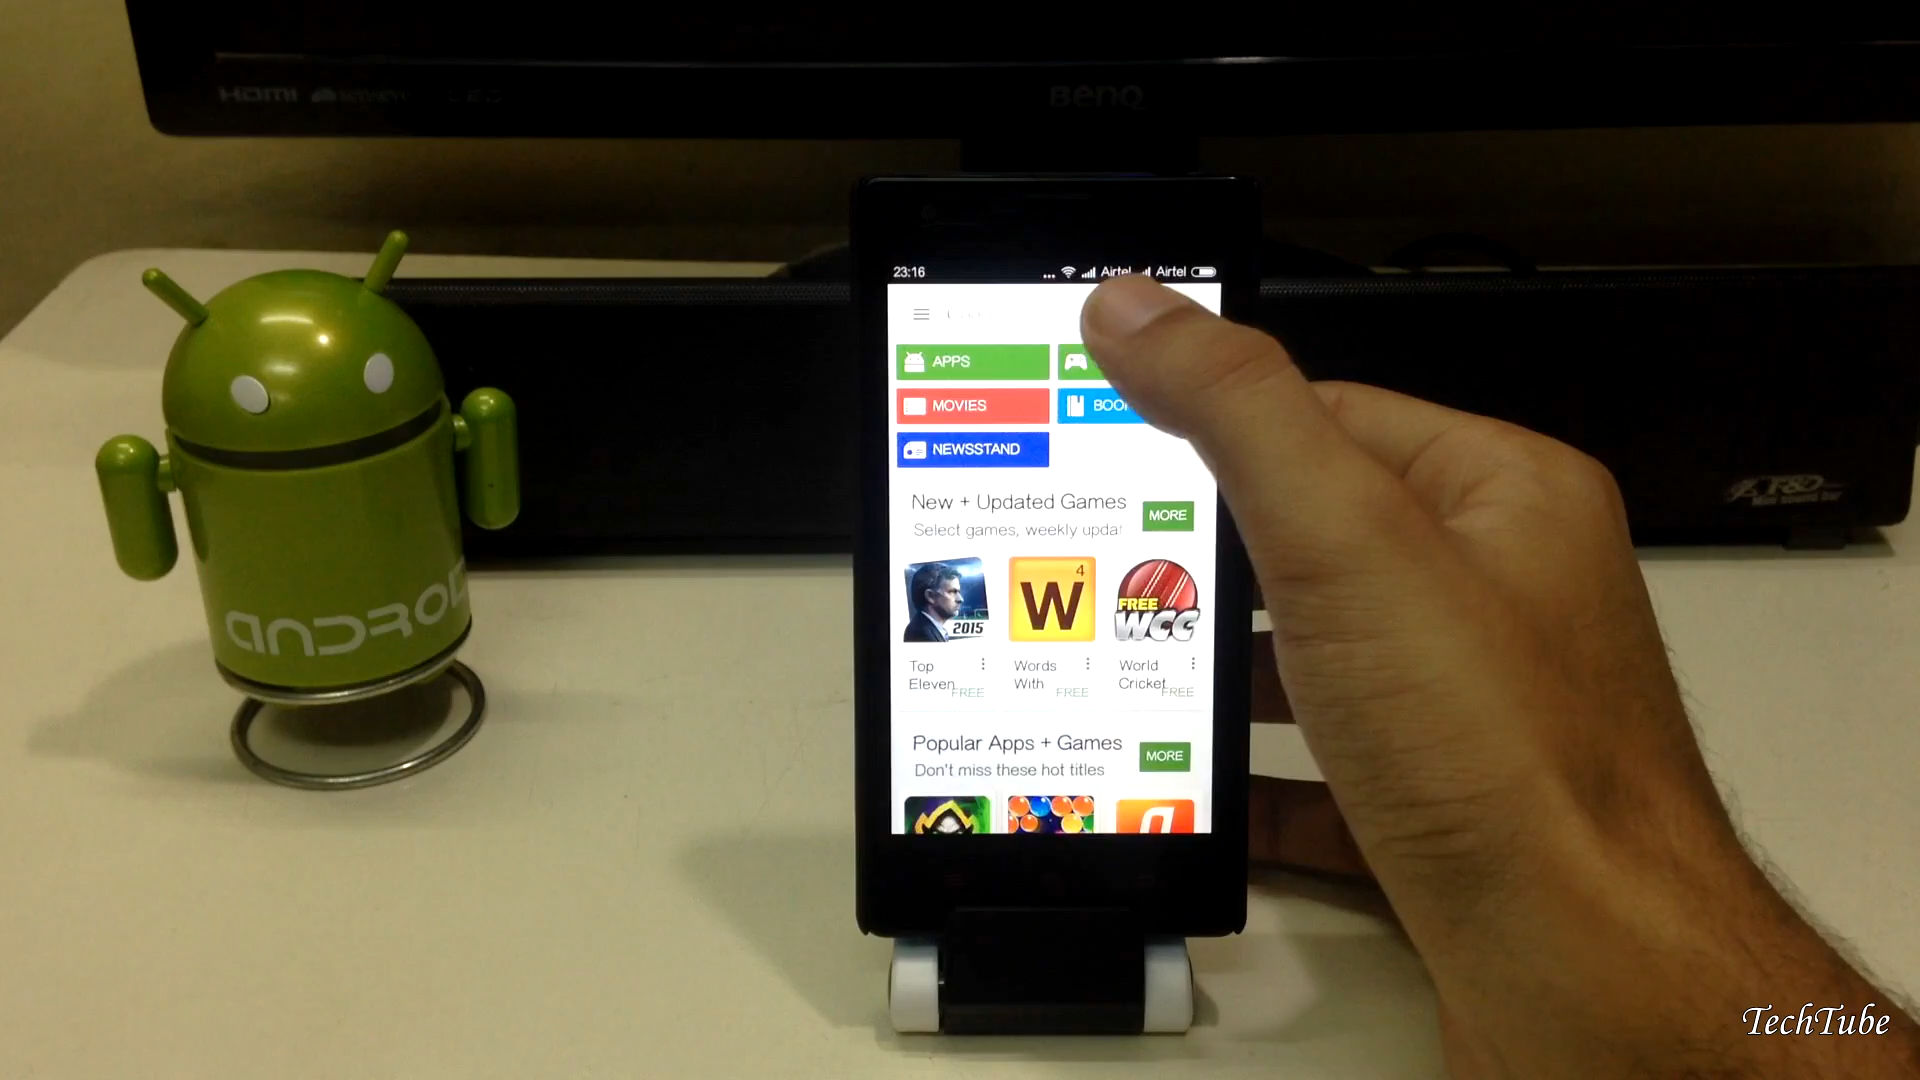 HDMI
BenQ
23:16 Airtel Airtel
APPS
MOVIES
NEWSSTAND
New + Updated Games
MORE
Select games, weekly updat
4
W
2015
FREE
WCC
Top
Eleven
FREE
Words
With
FREE
World
Cricket
FREE
Popular Apps + Games
MORE
Don't miss these hot titles
ANDROID
F&D
TechTube